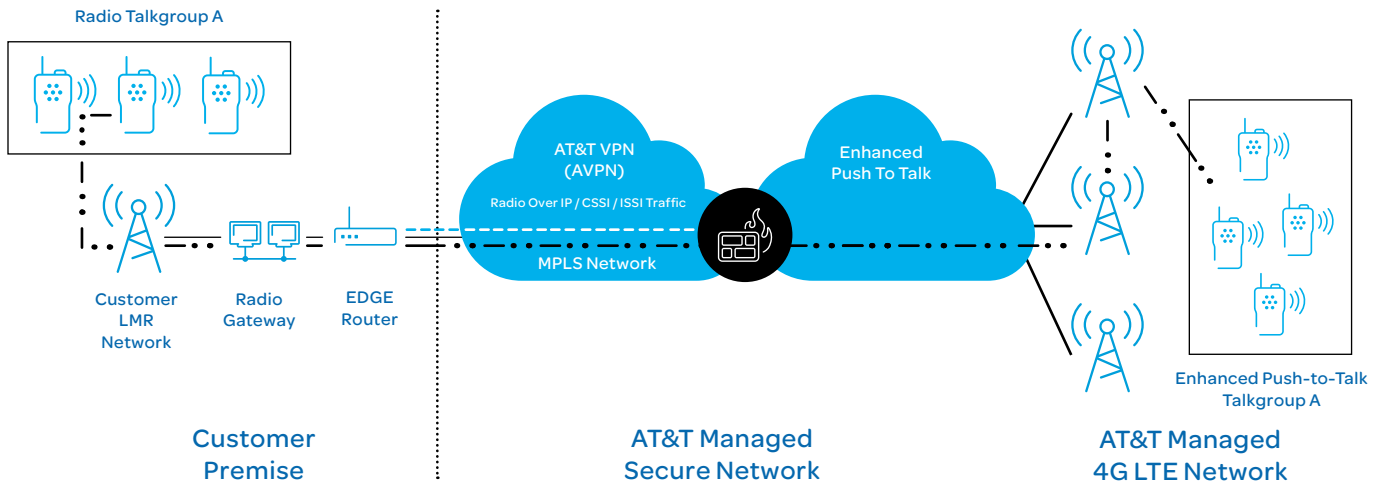 Radio Talkgroup A
AT&T VPN
(AVPN)
Radio Over IP / CSSI / ISSI Traffic
MPLS Network
Enhanced
Push To Talk
Customer
LMR
Network
Radio
Gateway
EDGE
Router
Enhanced Push-to-Talk
Talkgroup A
Customer
Premise
AT&T Managed
Secure Network
AT&T Managed
4G LTE Network